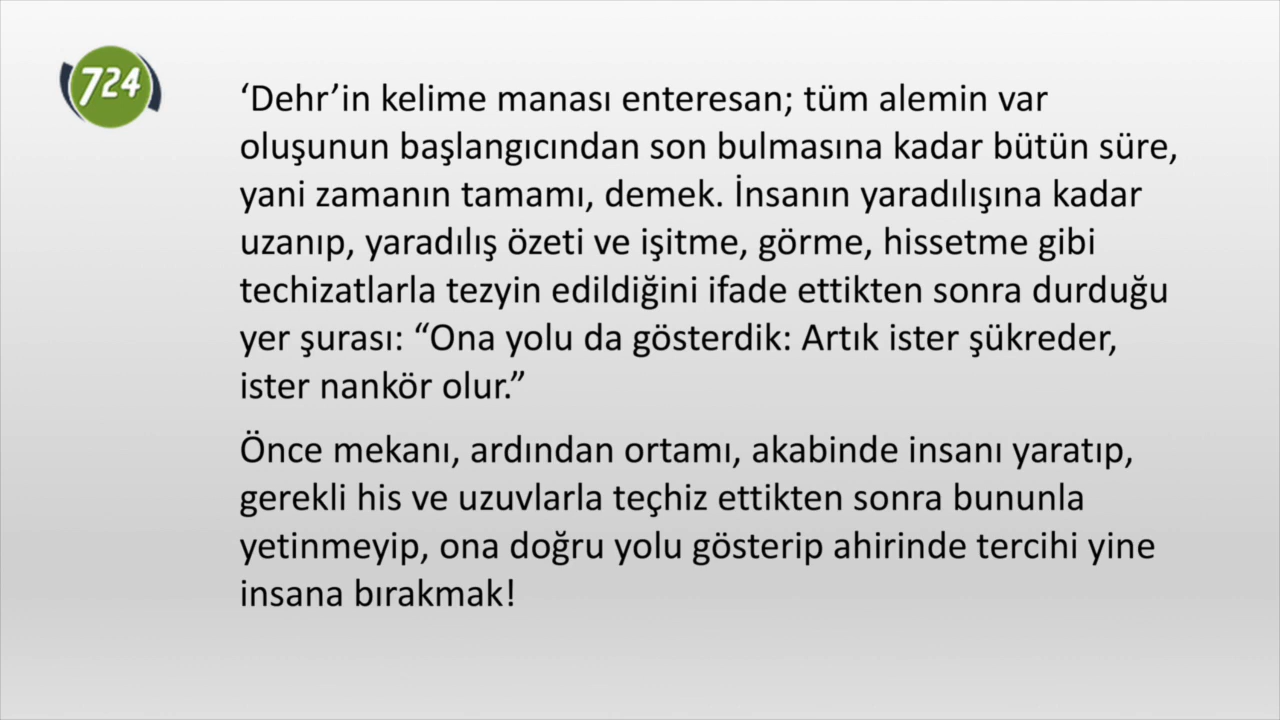 724
‘Dehr’in kelime manası enteresan; tüm alemin var
oluşunun başlangıcından son bulmasına kadar bütün süre,
yani zamanın tamamı, demek. İnsanın yaradılışına kadar
uzanıp, yaradılış özeti ve işitme, görme, hissetme gibi
techizatlarla tezyin edildiğini ifade ettikten sonra durduğu
yer şurası: “Ona yolu da gösterdik: Artık ister şükreder,
ister nankör olur.”
Önce mekanı, ardından ortamı, akabinde insanı yaratıp,
gerekli his ve uzuvlarla teçhiz ettikten sonra bununla
yetinmeyip, ona doğru yolu gösterip ahirinde tercihi yine
insana bırakmak!